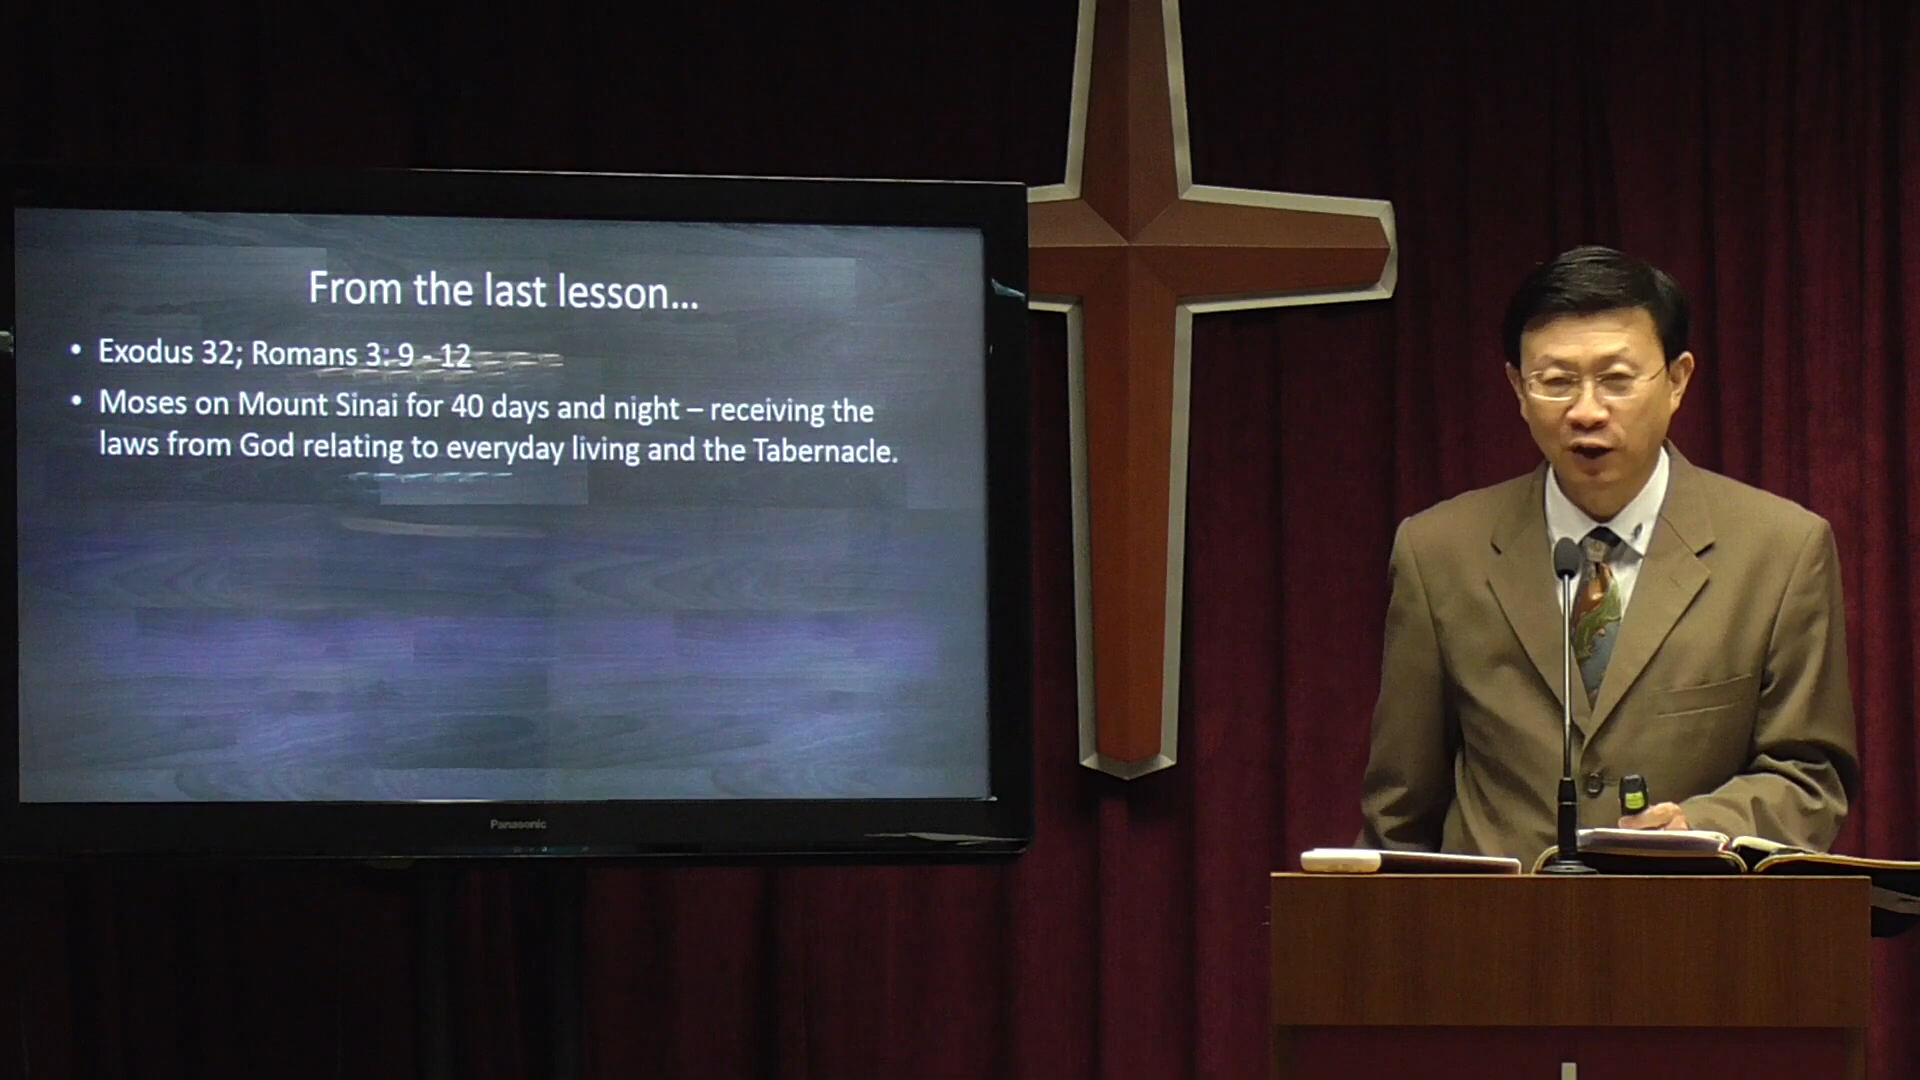 From the last lesson...
• Exodus 32; Romans 3: 9 - 12
• Moses on Mount Sinai for 40 days and night – receiving the
laws from God relating to everyday living and the Tabernacle.
Panasonic